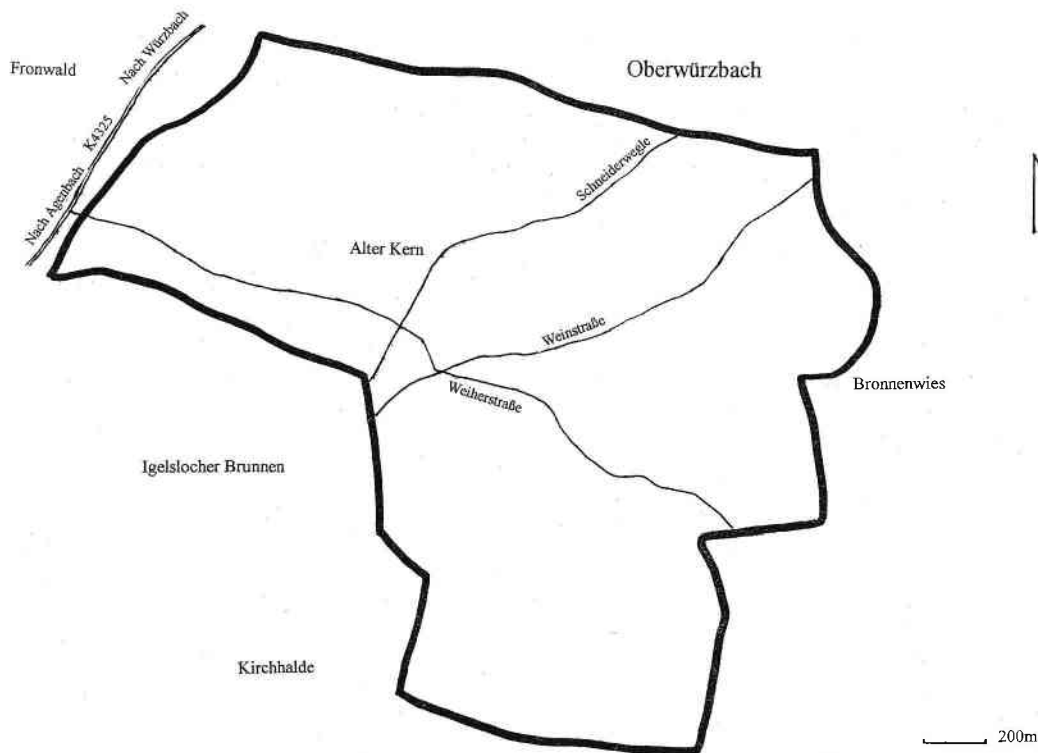 Fronwald
Nach Würzbach
K4325
Nach Agenbach
Oberwürzbach
Schneiderwegle
Alter Kern
Weinstraße
Weiherstraße
Bronnenwies
Igelslocher Brunnen
Kirchhalde
200m